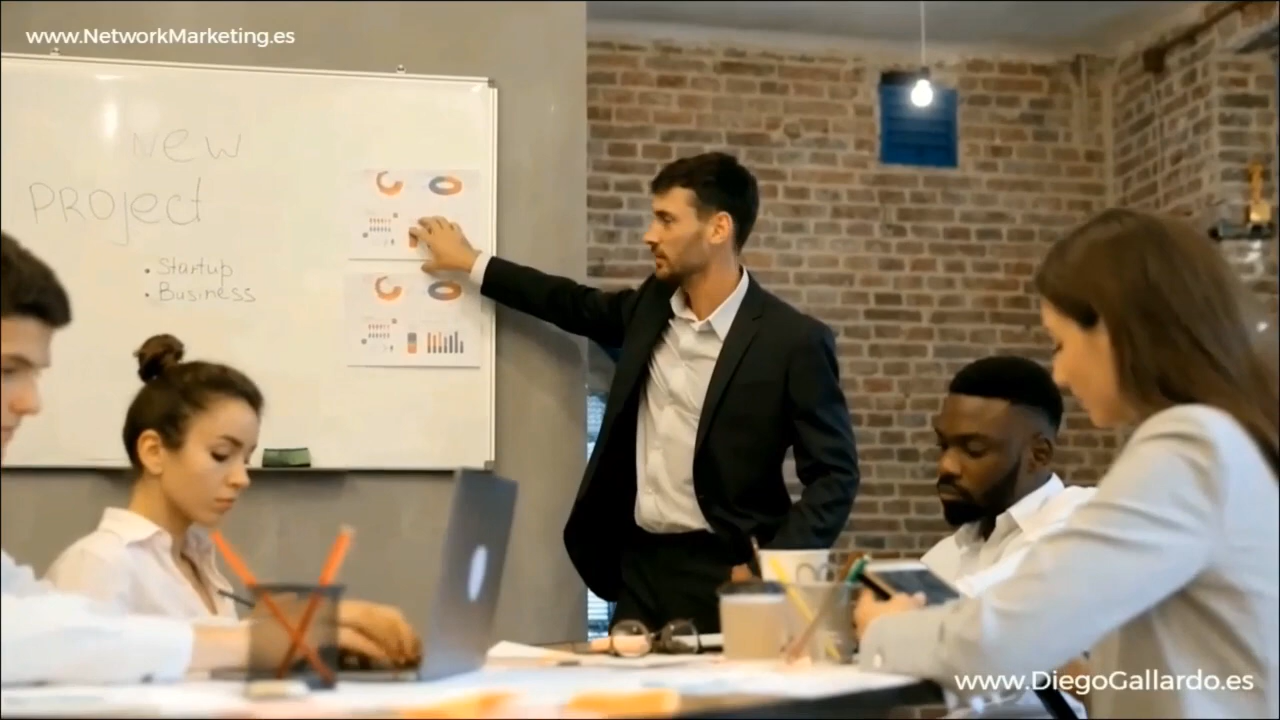 www.NetworkMarketing.es
New
Project
• Startup
• Business
www.DiegoGallardo.es